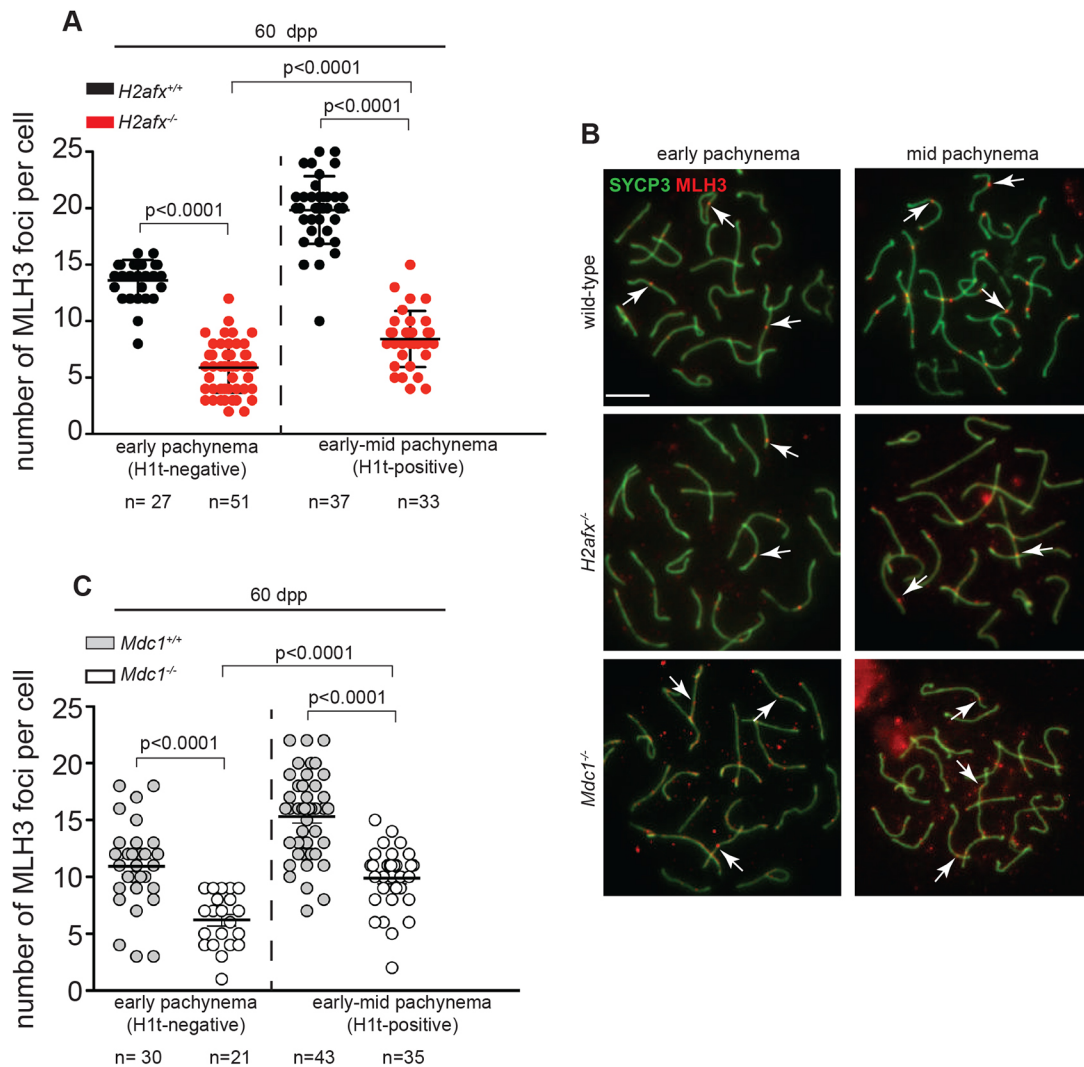 A
60 dpp
p<0.0001
H2afx+/+
H2afx-/-
p<0.0001
p<0.0001
number of MLH3 foci per cell
25
20
15
10
5
0
early pachynema
(H1t-negative)
early-mid pachynema
(H1t-positive)
n= 27
n=51
n=37
n=33
B
early pachynema
mid pachynema
SYCP3 MLH3
wild-type
H2afx-/-
Mdc1-/-
C
60 dpp
Mdc1+/+
Mdc1-/-
p<0.0001
p<0.0001
p<0.0001
number of MLH3 foci per cell
25
20
15
10
5
0
early pachynema
(H1t-negative)
early-mid pachynema
(H1t-positive)
n= 30
n=21
n=43
n=35